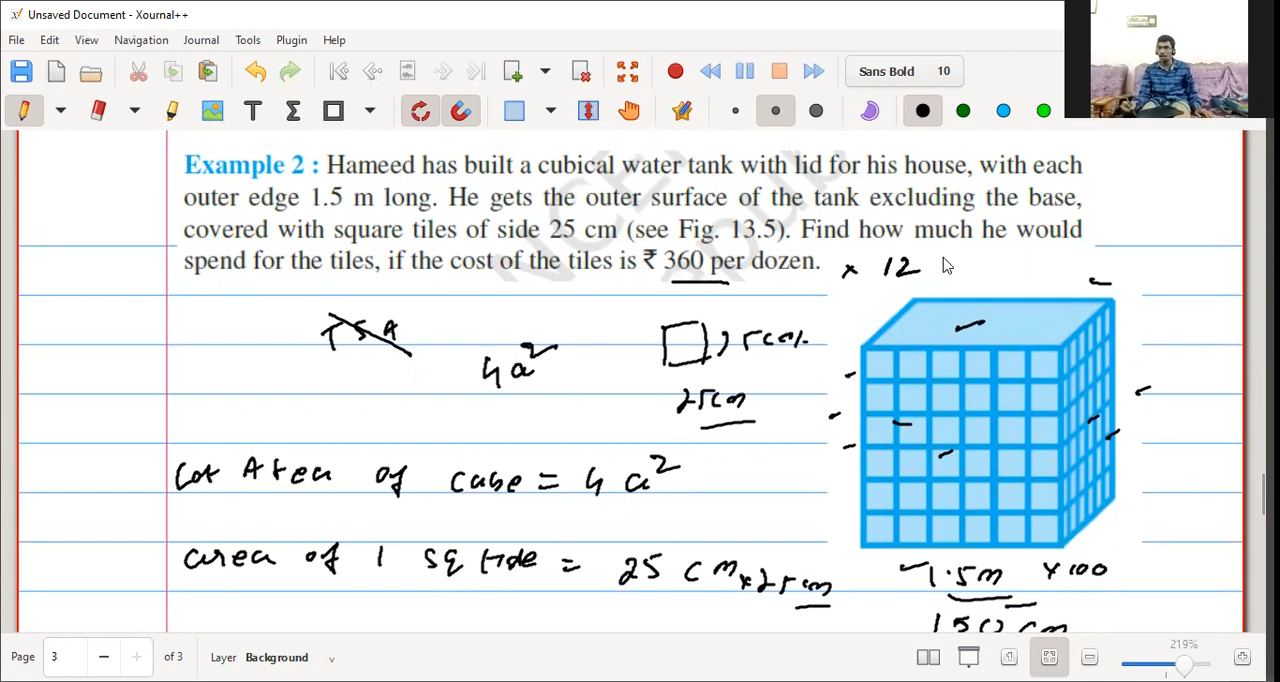 Unsaved Document - Xournal++
File Edit View Navigation Journal Tools Plugin Help
Sans Bold 10
Example 2 : Hameed has built a cubical water tank with lid for his house, with each
outer edge 1.5 m long. He gets the outer surface of the tank excluding the base,
covered with square tiles of side 25 cm (see Fig. 13.5). Find how much he would
spend for the tiles, if the cost of the tiles is ₹ 360 per dozen.
x 12
TSA
4a²
25cm
25cm
Area of cube = 4a²
area of 1 sq tide = 25 cm x 25 cm
1.5m x 100
150 cm
Page 3 of 3 Layer Background 219%